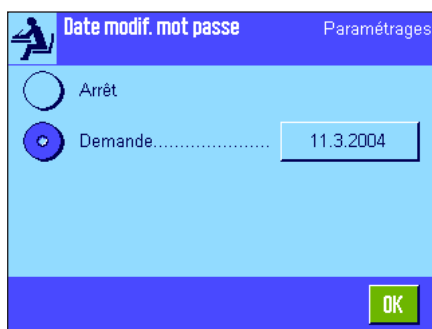 Date modif. mot passe Paramétrages
Arrêt
Demande...................... 11.3.2004
OK